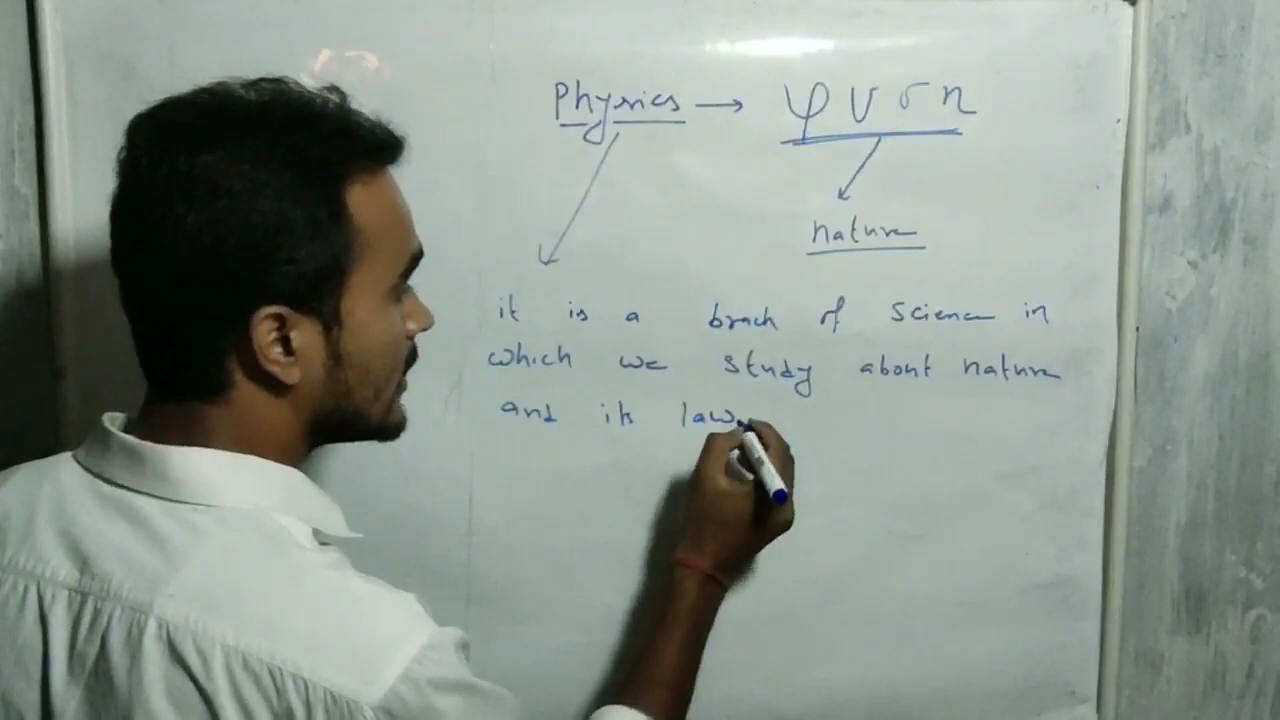 Physics → φ υ σ η
nature
it is a brach of science in
which we study about nature
and its law